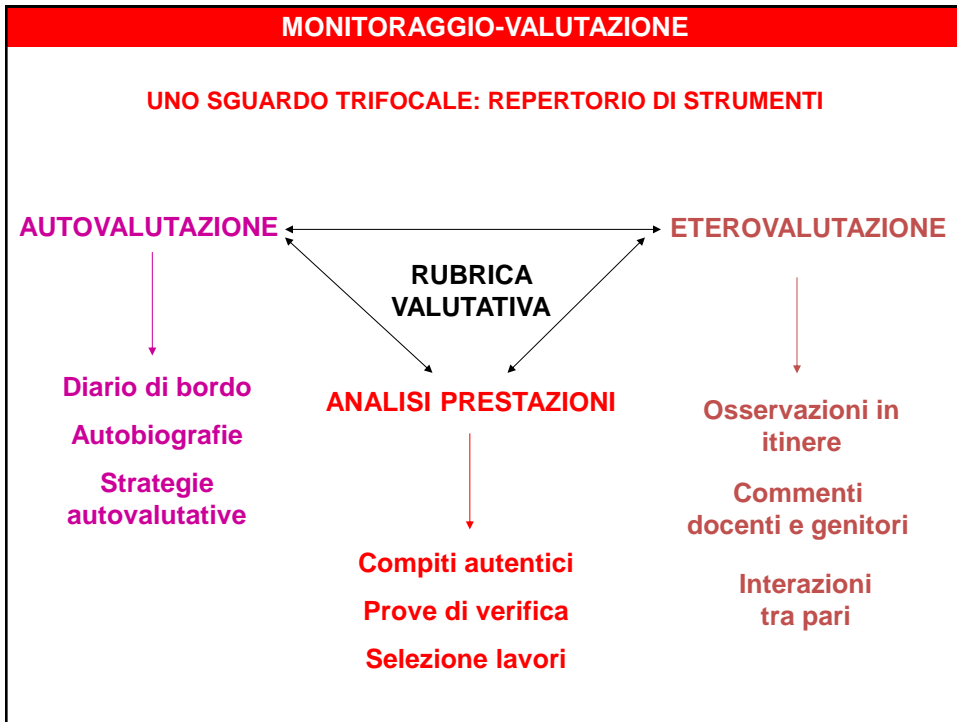 MONITORAGGIO-VALUTAZIONE
UNO SGUARDO TRIFOCALE: REPERTORIO DI STRUMENTI
AUTOVALUTAZIONE
ETEROVALUTAZIONE
RUBRICA
VALUTATIVA
Diario di bordo
Autobiografie
Strategie
autovalutative
ANALISI PRESTAZIONI
Compiti autentici
Prove di verifica
Selezione lavori
Osservazioni in
itinere
Commenti
docenti e genitori
Interazioni
tra pari